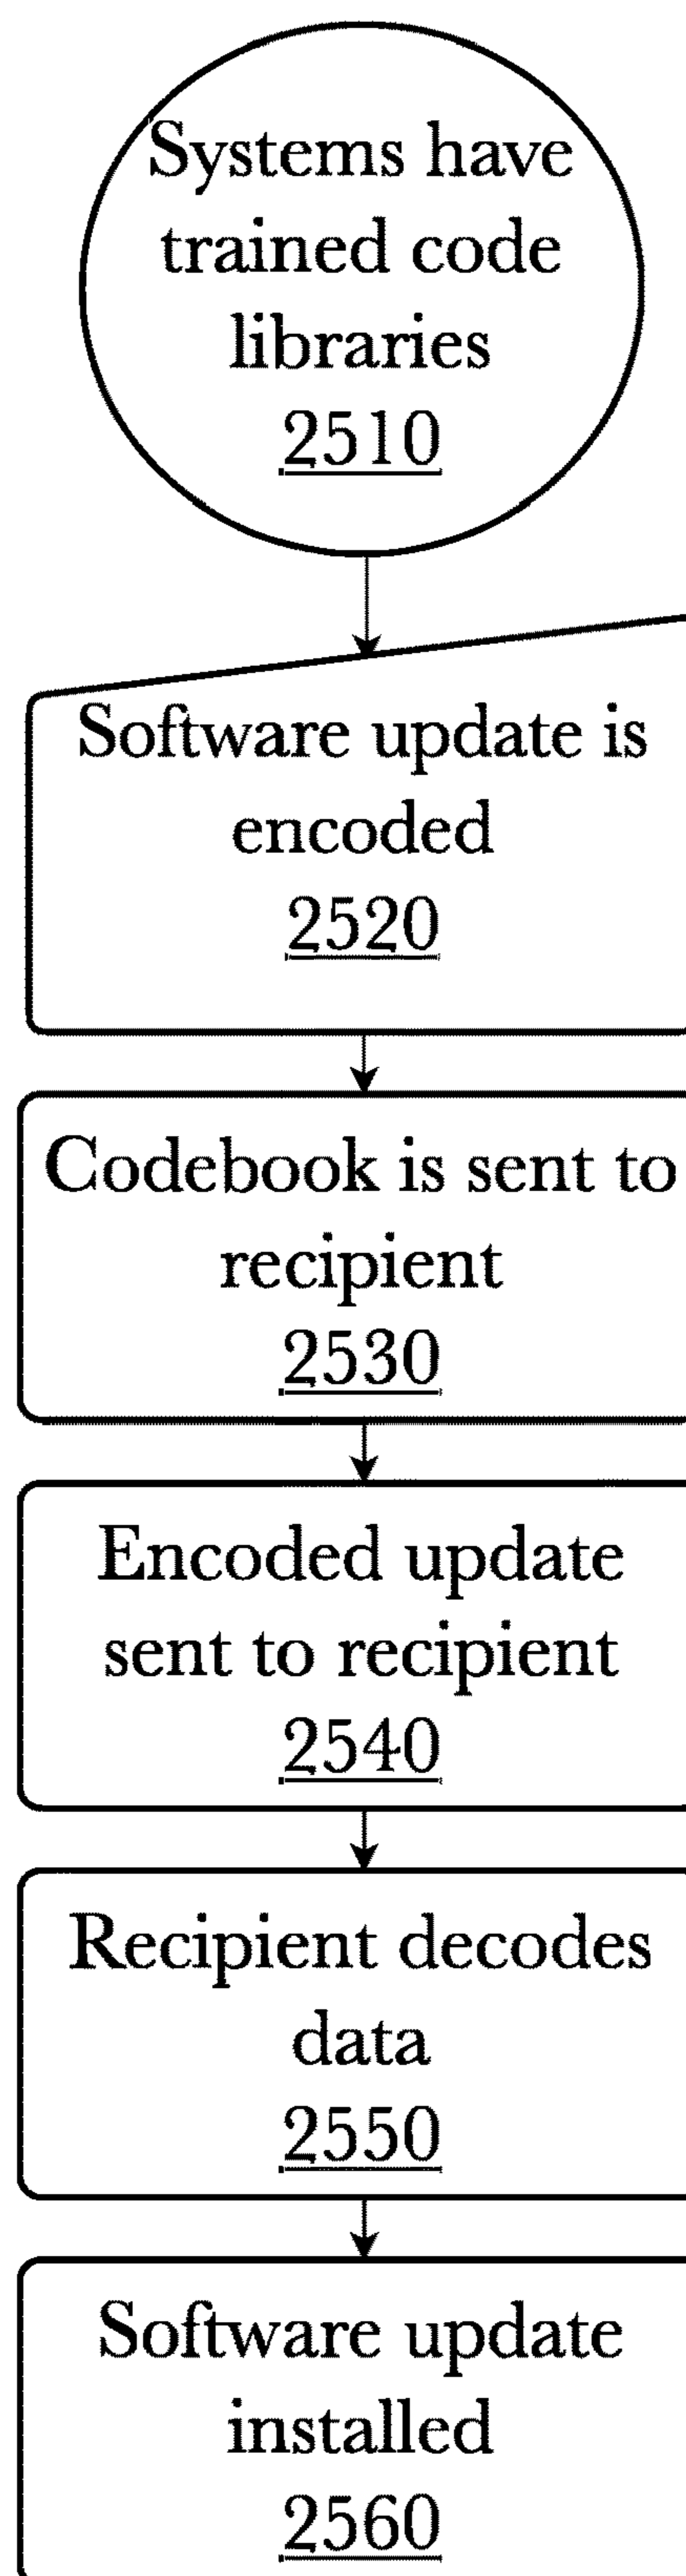 Systems have
trained code
libraries
2510
Software update is
encoded
2520
Codebook is sent to
recipient
2530
Encoded update
sent to recipient
2540
Recipient decodes
data
2550
Software update
installed
2560